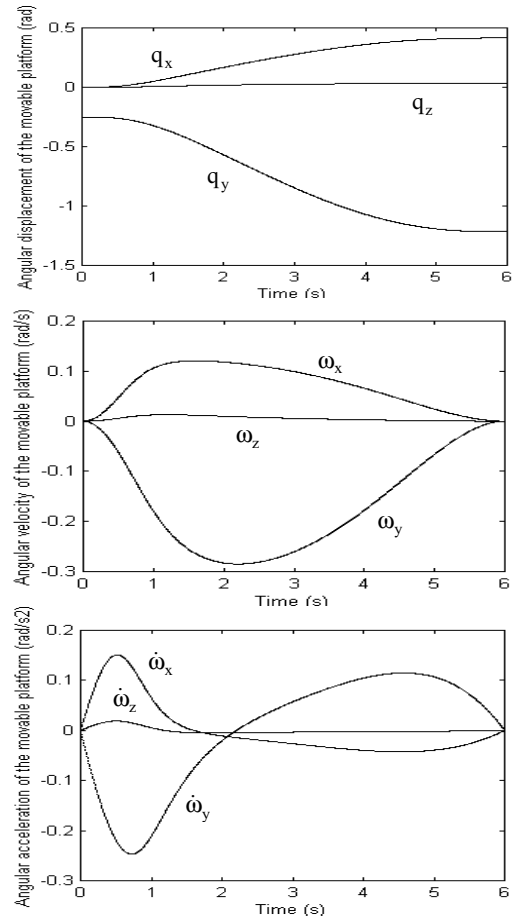 Angular displacement of the movable platform (rad)
0.5
0
-0.5
-1
-1.5
q_x
q_z
q_y
0 1 2 3 4 5 6
Time (s)
Angular velocity of the movable platform (rad/s)
0.2
0.1
0
-0.1
-0.2
-0.3
ω_x
ω_z
ω_y
0 1 2 3 4 5 6
Time (s)
Angular acceleration of the movable platform (rad/s2)
0.2
0.1
0
-0.1
-0.2
-0.3
ω̇_x
ω̇_z
ω̇_y
0 1 2 3 4 5 6
Time (s)